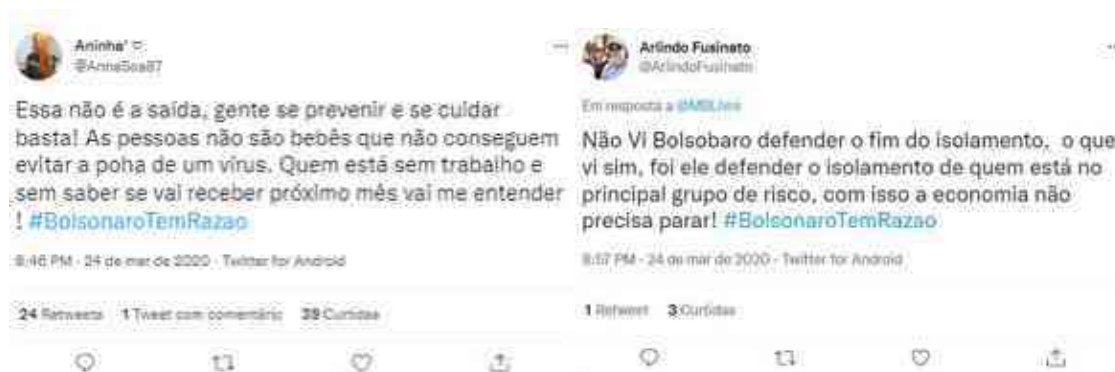 Aninha'
@AnnaSoa87
Essa não é a saída, gente se prevenir e se cuidar
basta! As pessoas não são bebês que não conseguem
evitar a poha de um vírus. Quem está sem trabalho e
sem saber se vai receber próximo mês vai me entender
! #BolsonaroTemRazao
8:46 PM · 24 de mar de 2020 · Twitter for Android
24 Retweets 1 Tweet com comentário 39 Curtidas
Arlindo Fusinato
@ArlindoFusinato
Em resposta a @MBLivre
Não Vi Bolsobaro defender o fim do isolamento, o que
vi sim, foi ele defender o isolamento de quem está no
principal grupo de risco, com isso a economia não
precisa parar! #BolsonaroTemRazao
8:57 PM · 24 de mar de 2020 · Twitter for Android
1 Retweet 3 Curtidas